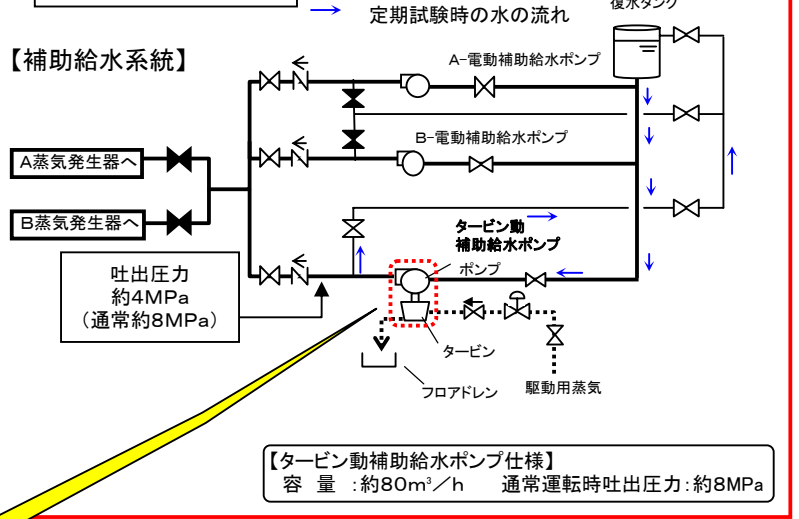 定期試験時の水の流れ
復水タンク
【補助給水系統】
A-電動補助給水ポンプ
B-電動補助給水ポンプ
A蒸気発生器へ
B蒸気発生器へ
タービン動
補助給水ポンプ
ポンプ
吐出圧力
約4MPa
(通常約8MPa)
タービン
フロアドレン
駆動用蒸気
【タービン動補助給水ポンプ仕様】
容 量 :約80m³/h 通常運転時吐出圧力:約8MPa